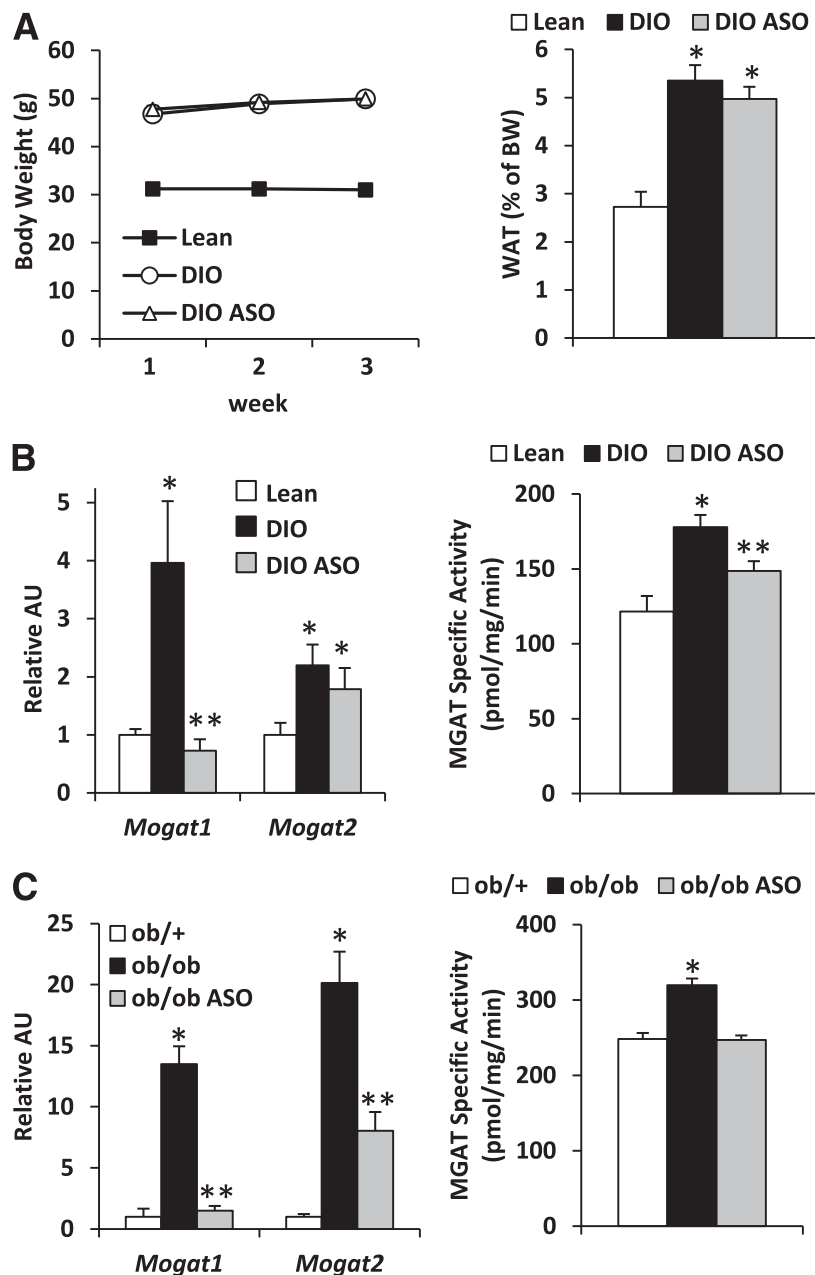 A
Body Weight (g)
60
50
40
30
20
10
0
Lean
DIO
DIO ASO
1 2 3
week
Lean DIO DIO ASO
WAT (% of BW)
6
5
4
3
2
1
0
*
*
B
Relative AU
5
4
3
2
1
0
Lean
DIO
DIO ASO
*
**
*
*
Mogat1 Mogat2
Lean DIO DIO ASO
MGAT Specific Activity
(pmol/mg/min)
200
150
100
50
0
*
**
C
Relative AU
25
20
15
10
5
0
ob/+
ob/ob
ob/ob ASO
*
**
*
**
Mogat1 Mogat2
ob/+ ob/ob ob/ob ASO
MGAT Specific Activity
(pmol/mg/min)
400
300
200
100
0
*